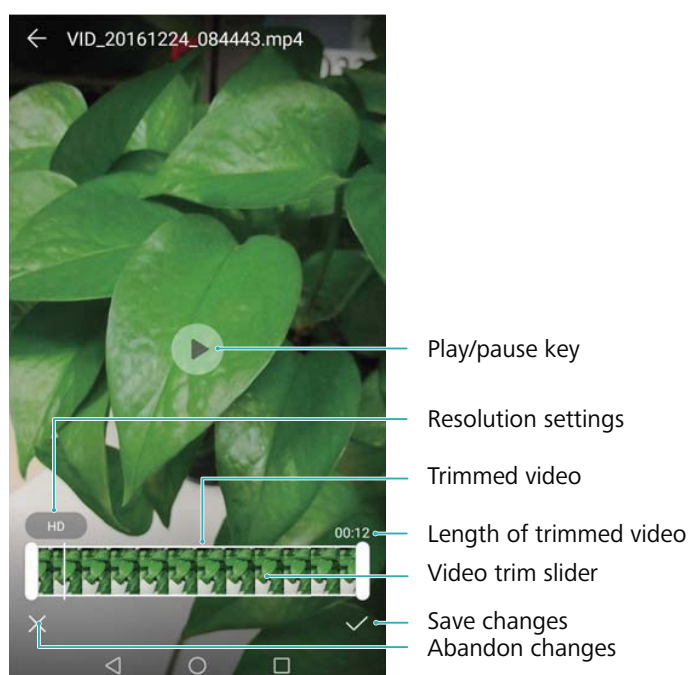 VID_20161224_084443.mp4
Play/pause key
Resolution settings
Trimmed video
HD
00:12
Length of trimmed video
Video trim slider
Save changes
Abandon changes